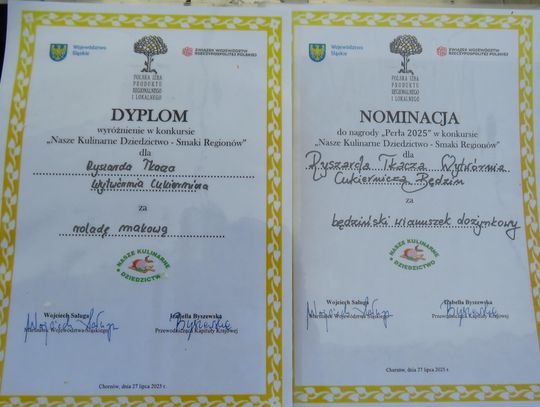 Województwo
Śląskie
POLSKA IZBA
PRODUKTU
REGIONALNEGO
I LOKALNEGO
ZWIĄZEK WOJEWÓDZTW
RZECZYPOSPOLITEJ POLSKIEJ
DYPLOM
wyróżnienie w konkursie
„Nasze Kulinarne Dziedzictwo - Smaki Regionów”
dla
Ryszarda Tkacza
Wytwórnia Cukiernicza
za
roladę makową
NASZE KULINARNE
DZIEDZICTWO
Wojciech Saługa
Marszałek Województwa Śląskiego
Izabella Byszewska
Przewodnicząca Kapituły Krajowej
Chorzów, dnia 27 lipca 2025 r.
Województwo
Śląskie
POLSKA IZBA
PRODUKTU
REGIONALNEGO
I LOKALNEGO
ZWIĄZEK WOJEWÓDZTW
RZECZYPOSPOLITEJ POLSKIEJ
NOMINACJA
do nagrody „Perła 2025” w konkursie
„Nasze Kulinarne Dziedzictwo - Smaki Regionów”
dla
Ryszarda Tkacza Wytwórnia
Cukiernicza Będzin
za
będziński wianuszek dożynkowy
NASZE KULINARNE
DZIEDZICTWO
Wojciech Saługa
Marszałek Województwa Śląskiego
Izabella Byszewska
Przewodnicząca Kapituły Krajowej
Chorzów, dnia 27 lipca 2025 r.